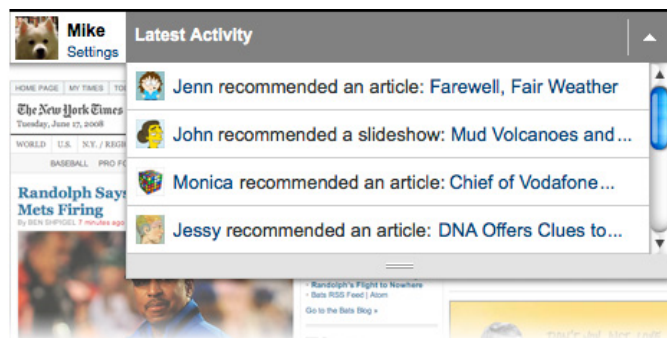 Mike
Settings
Latest Activity
Jenn recommended an article: Farewell, Fair Weather
John recommended a slideshow: Mud Volcanoes and...
Monica recommended an article: Chief of Vodafone...
Jessy recommended an article: DNA Offers Clues to...
HOME PAGE MY TIMES
The New York Times
Tuesday, June 17, 2008
WORLD U.S. N.Y. / REGI
BASEBALL PRO FO
Randolph Says
Mets Firing
By BEN SHPIGEL 7 minutes ago
· Randolph's Flight to Nowhere
· Bats RSS Feed | Atom
Go to the Bats Blog »